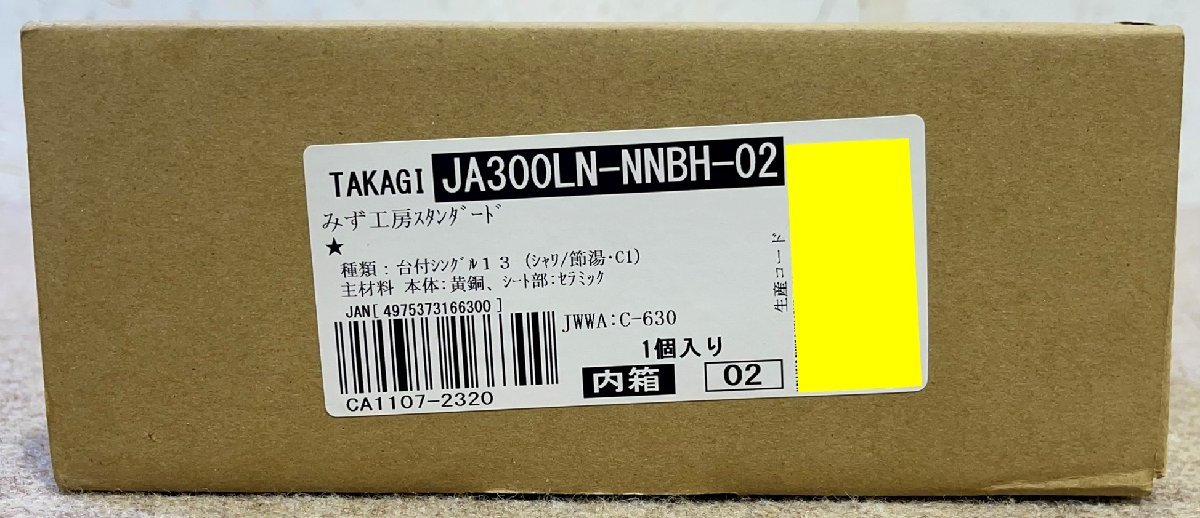 TAKAGI JA300LN-NNBH-02
みず工房ｽﾀﾝﾀﾞｰﾄﾞ
★
種類：台付ｼﾝｸﾞﾙ１３（ｼｬﾜ/節湯･C1)
主材料 本体:黄銅、ｼｰﾄ部:ｾﾗﾐｯｸ
JAN[ 4975373166300 ]
JWWA:C-630
1個入り
内箱 02
CA1107-2320
生産コード